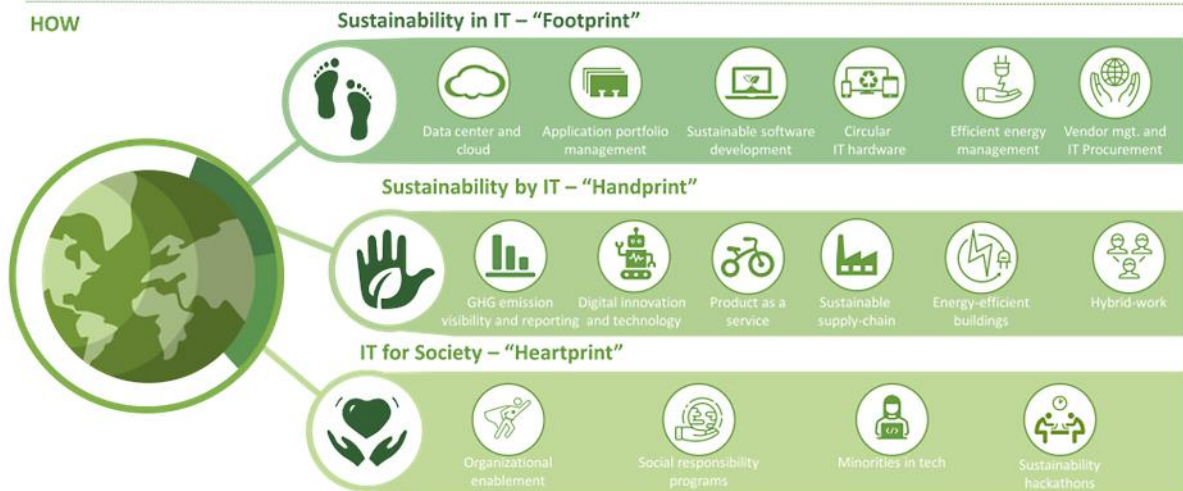 HOW
Sustainability in IT – “Footprint”
Data center and
cloud
Application portfolio
management
Sustainable software
development
Circular
IT hardware
Efficient energy
management
Vendor mgt. and
IT Procurement
Sustainability by IT – “Handprint”
GHG emission
visibility and reporting
Digital innovation
and technology
Product as a
service
Sustainable
supply-chain
Energy-efficient
buildings
Hybrid-work
IT for Society – “Heartprint”
Organizational
enablement
Social responsibility
programs
Minorities in tech
Sustainability
hackathons